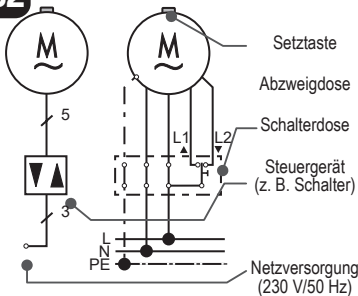 M
M
Setztaste
Abzweigdose
5
L1
L2
Schalterdose
Steuergerät
(z. B. Schalter)
3
L
N
PE
Netzversorgung
(230 V/50 Hz)